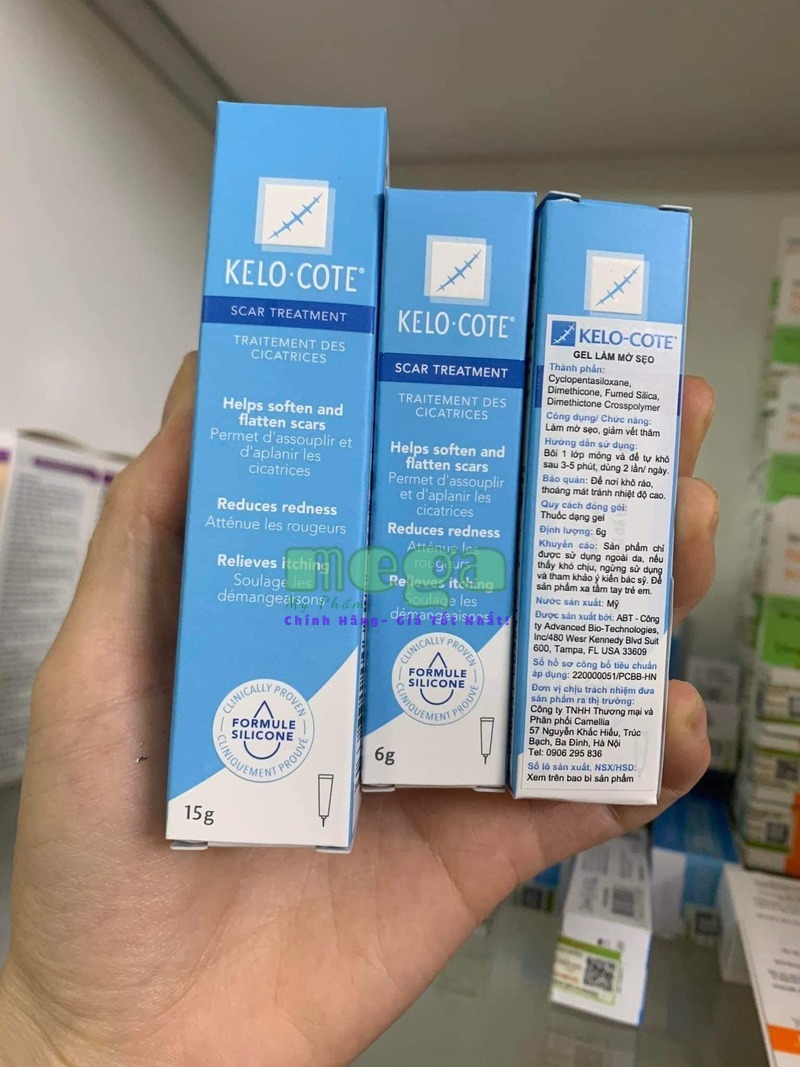 KELO·COTE®
SCAR TREATMENT
TRAITEMENT DES
CICATRICES
Helps soften and
flatten scars
Permet d'assouplir et
d'aplanir les
cicatrices
Reduces redness
Atténue les rougeurs
Relieves itching
Soulage les
démangeaisons
CLINICALLY PROVEN
FORMULE
SILICONE
CLINIQUEMENT PROUVÉ
15g
KELO·COTE®
SCAR TREATMENT
TRAITEMENT DES
CICATRICES
Helps soften and
flatten scars
Permet d'assouplir
et d'aplanir les
cicatrices
Reduces redness
Atténue les
rougeurs
Relieves itching
Soulage les
démangeaisons
CLINICALLY PROVEN
FORMULE
SILICONE
CLINIQUEMENT PROUVÉ
6g
KELO-COTE®
GEL LÀM MỜ SẸO
Thành phần:
Cyclopentasiloxane,
Dimethicone, Fumed Silica,
Dimethictone Crosspolymer
Công dụng/ Chức năng:
Làm mờ sẹo, giảm vết thâm
Hướng dẫn sử dụng:
Bôi 1 lớp mỏng và để tự khô
sau 3-5 phút, dùng 2 lần/ ngày.
Bảo quản: Để nơi khô ráo,
thoáng mát tránh nhiệt độ cao.
Quy cách đóng gói:
Thuốc dạng gel
Định lượng: 6g
Khuyến cáo: Sản phẩm chỉ
được sử dụng ngoài da, nếu
thấy khó chịu, ngừng sử dụng
và tham khảo ý kiến bác sỹ. Để
sản phẩm xa tầm tay trẻ em.
Nước sản xuất: Mỹ
Được sản xuất bởi: ABT - Công
ty Advanced Bio-Technologies,
Inc/480 Wesr Kennedy Blvd Suit
600, Tampa, FL USA 33609
Số hồ sơ công bố tiêu chuẩn
áp dụng: 220000051/PCBB-HN
Đơn vị chịu trách nhiệm đưa
sản phẩm ra thị trường:
Công ty TNHH Thương mại và
Phân phối Camellia
57 Nguyễn Khắc Hiếu, Trúc
Bạch, Ba Đình, Hà Nội
Tel: 0906 295 836
Số lô sản xuất, NSX/HSD:
Xem trên bao bì sản phẩm
mega
Mỹ Phẩm
Chính Hãng- Giá Tốt Nhất!